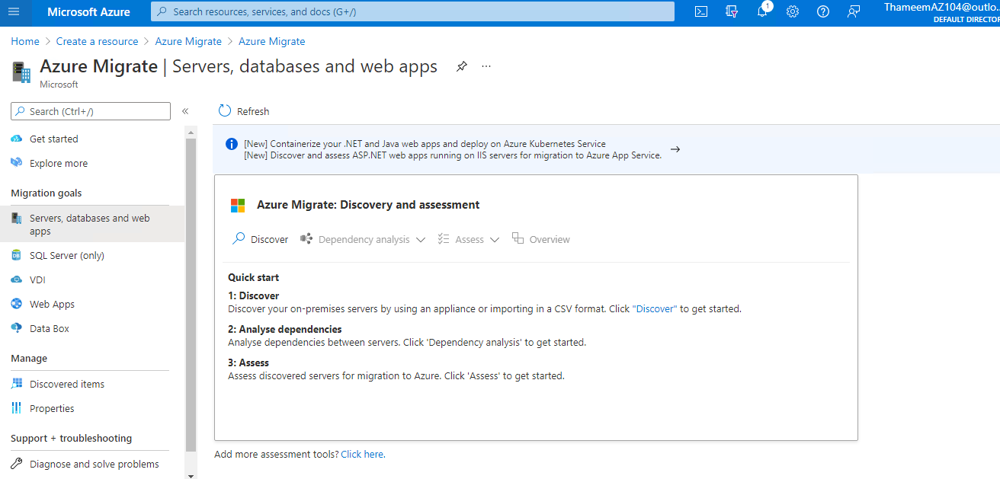 Microsoft Azure
Search resources, services, and docs (G+/)
1
ThameemAZ104@outlo..
DEFAULT DIRECTOR
Home > Create a resource > Azure Migrate > Azure Migrate
Azure Migrate | Servers, databases and web apps
Microsoft
Search (Ctrl+/)
«
Get started
Explore more
Migration goals
Servers, databases and web
apps
SQL Server (only)
VDI
Web Apps
Data Box
Manage
Discovered items
Properties
Support + troubleshooting
Diagnose and solve problems
Refresh
[New] Containerize your .NET and Java web apps and deploy on Azure Kubernetes Service
[New] Discover and assess ASP.NET web apps running on IIS servers for migration to Azure App Service.
Azure Migrate: Discovery and assessment
Discover Dependency analysis Assess Overview
Quick start
1: Discover
Discover your on-premises servers by using an appliance or importing in a CSV format. Click "Discover" to get started.
2: Analyse dependencies
Analyse dependencies between servers. Click 'Dependency analysis' to get started.
3: Assess
Assess discovered servers for migration to Azure. Click 'Assess' to get started.
Add more assessment tools? Click here.